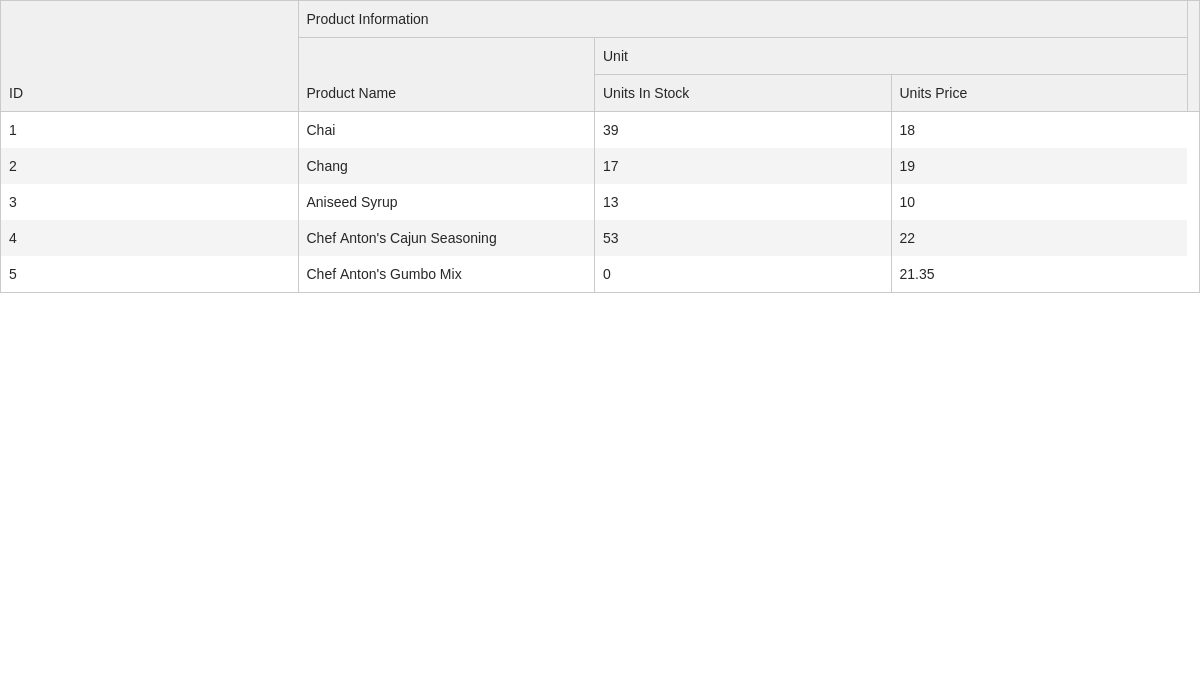 Product Information
Unit
ID Product Name Units In Stock Units Price
1 Chai 39 18
2 Chang 17 19
3 Aniseed Syrup 13 10
4 Chef Anton's Cajun Seasoning 53 22
5 Chef Anton's Gumbo Mix 0 21.35